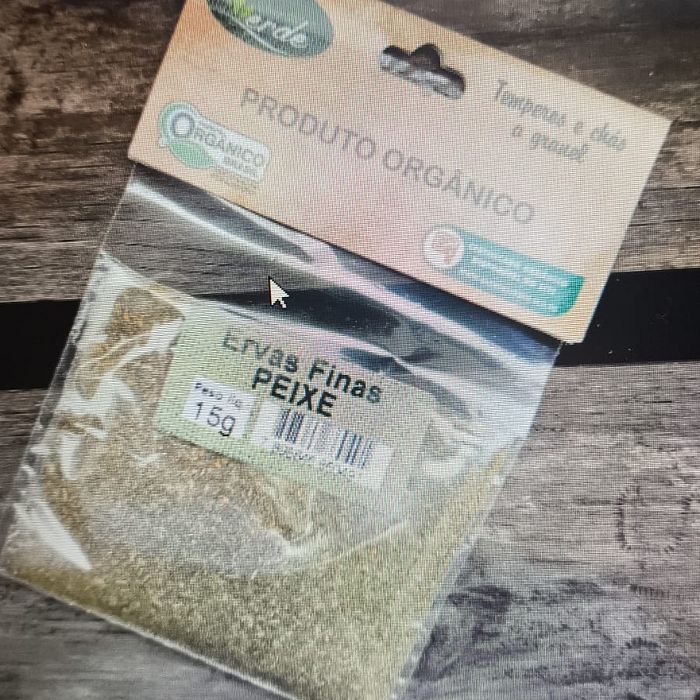 Verde
Temperos e chás
a granel
PRODUTO ORGÂNICO
ORGÂNICO
BRASIL
Ervas Finas
PEIXE
Peso líq
15g